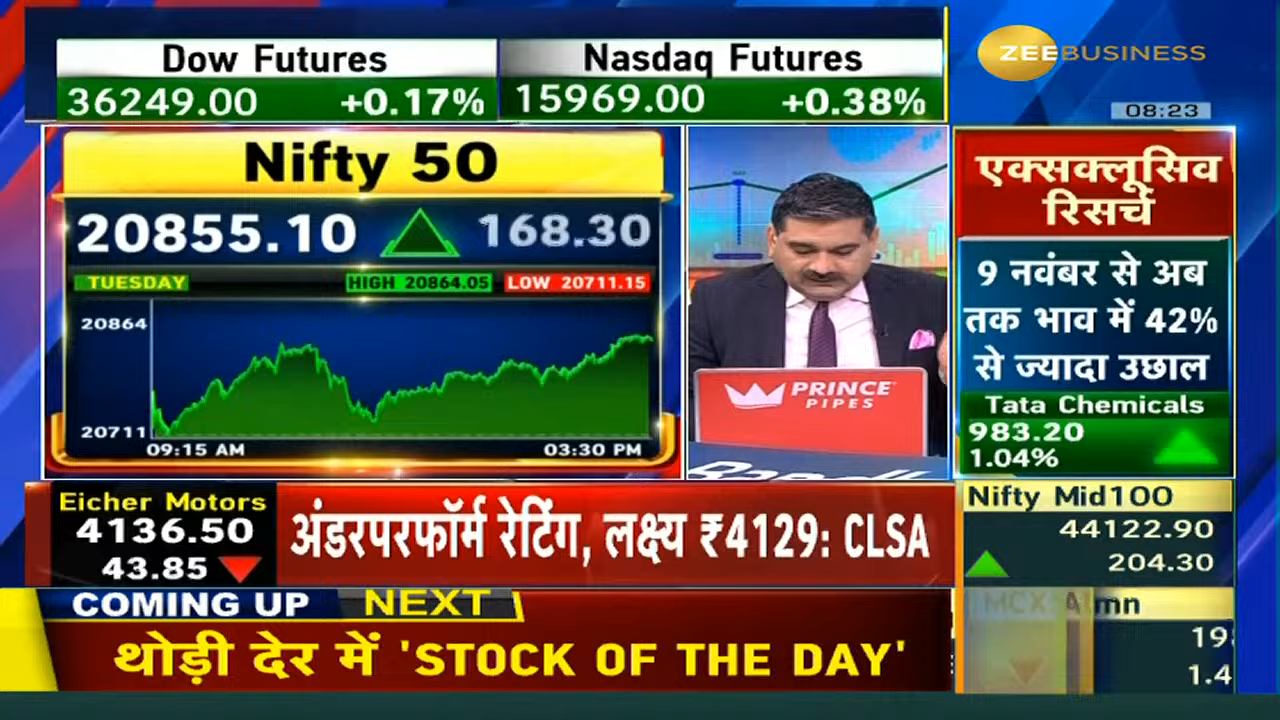 Dow Futures
36249.00 +0.17%
Nasdaq Futures
15969.00 +0.38%
ZEEBUSINESS
08:23
Nifty 50
20855.10 168.30
TUESDAY HIGH 20864.05 LOW 20711.15
20864
20711
09:15 AM 03:30 PM
PRINCE
PIPES
एक्सक्लूसिव
रिसर्च
9 नवंबर से अब
तक भाव में 42%
से ज्यादा उछाल
Tata Chemicals
983.20
1.04%
Eicher Motors
4136.50
43.85
अंडरपरफॉर्म रेटिंग, लक्ष्य ₹4129: CLSA
Nifty Mid100
44122.90
204.30
COMING UP NEXT
थोड़ी देर में 'STOCK OF THE DAY'
MCX